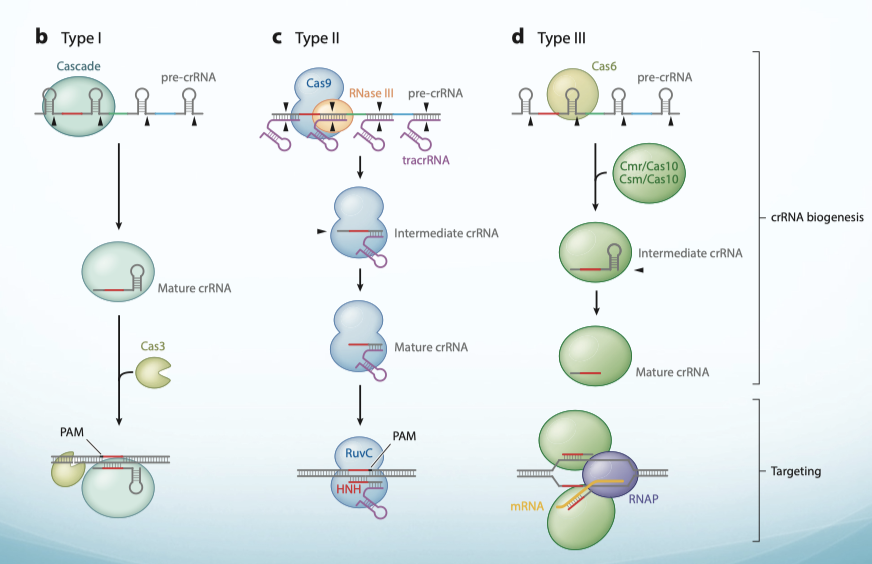 b Type I
Cascade
pre-crRNA
Mature crRNA
Cas3
PAM
c Type II
Cas9
RNase III
pre-crRNA
tracrRNA
Intermediate crRNA
Mature crRNA
PAM
RuvC
HNH
d Type III
Cas6
pre-crRNA
Cmr/Cas10
Csm/Cas10
Intermediate crRNA
Mature crRNA
mRNA
RNAP
crRNA biogenesis
Targeting